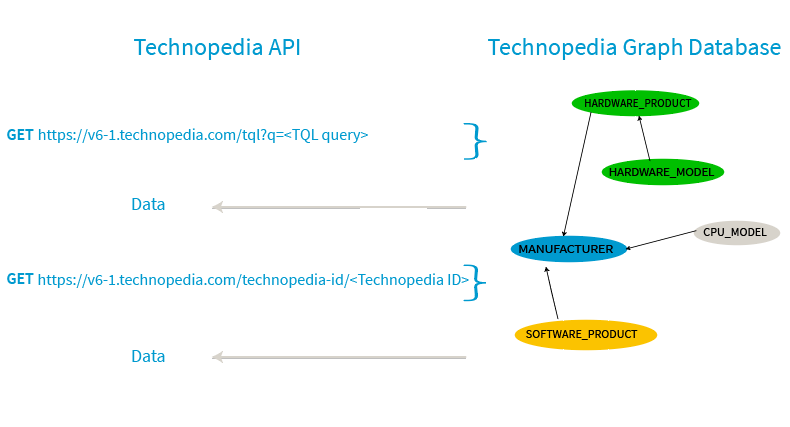 Technopedia API
Technopedia Graph Database
HARDWARE_PRODUCT
GET https://v6-1.technopedia.com/tql?q=<TQL query>
HARDWARE_MODEL
Data
CPU_MODEL
MANUFACTURER
GET https://v6-1.technopedia.com/technopedia-id/<Technopedia ID>
SOFTWARE_PRODUCT
Data